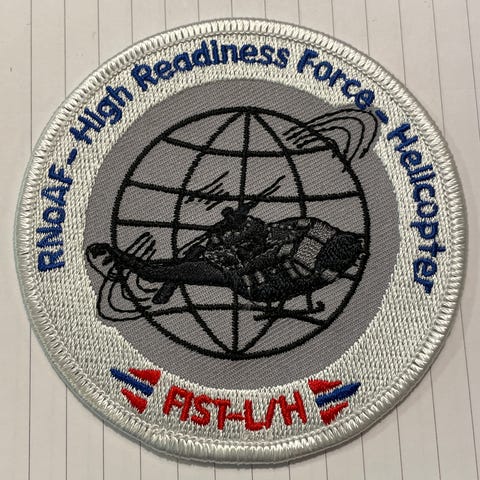 RNoAF - High Readiness Force - Helicopter
FIST-L/H